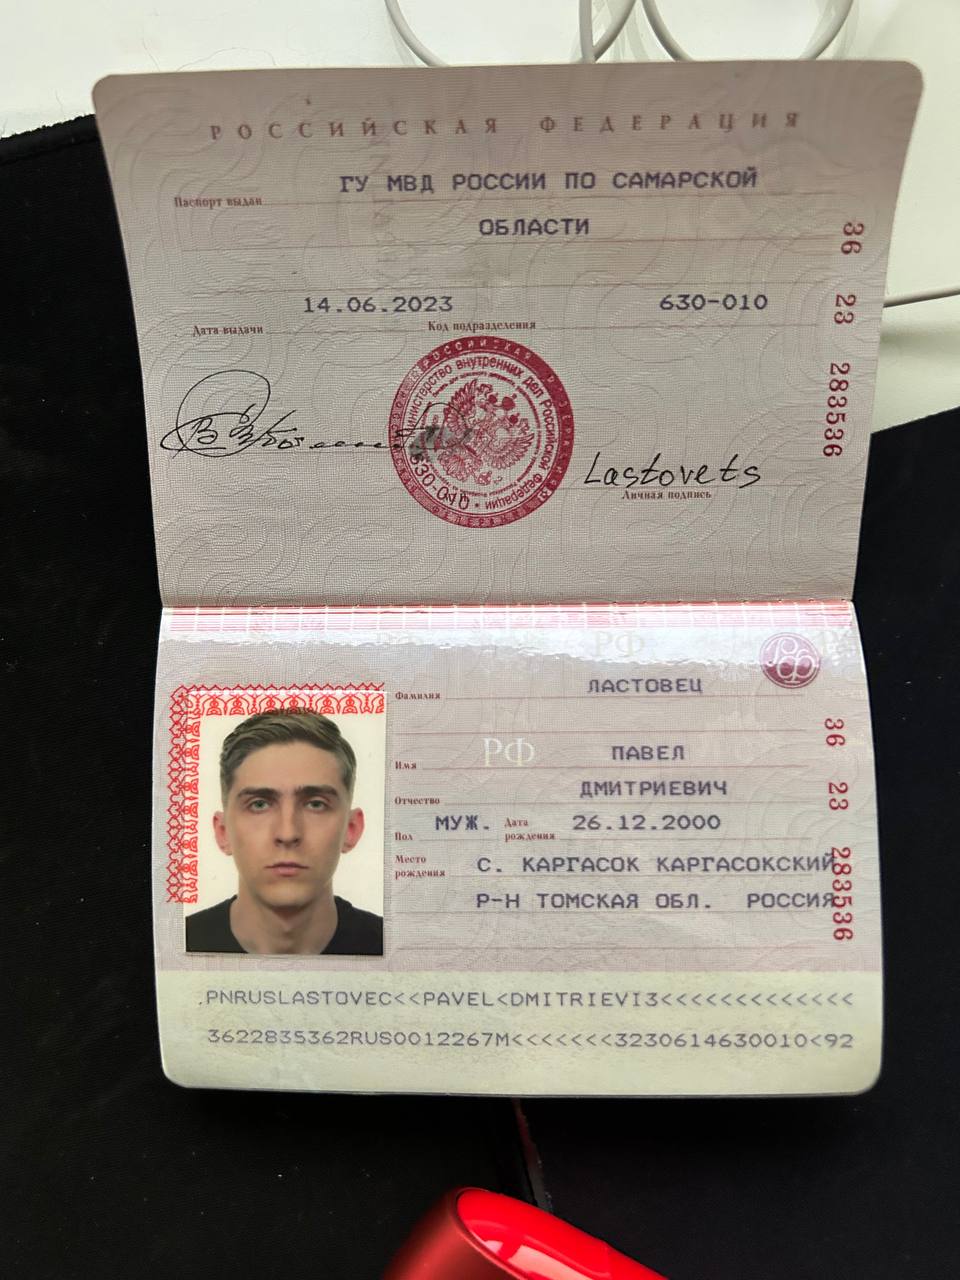 РОССИЙСКАЯ ФЕДЕРАЦИЯ
Паспорт выдан ГУ МВД РОССИИ ПО САМАРСКОЙ
ОБЛАСТИ
14.06.2023 630-010
Дата выдачи Код подразделения
36 23 283536
министерство внутренних дел Российской Федерации
630-010
Lastovets
Личная подпись
РФ РФ
РФ
Фамилия ЛАСТОВЕЦ
РФ
Имя ПАВЕЛ
Отчество ДМИТРИЕВИЧ
Пол МУЖ. Дата рождения 26.12.2000
Место рождения С. КАРГАСОК КАРГАСОКСКИЙ
Р-Н ТОМСКАЯ ОБЛ. РОССИЯ
36 23 283536
PNRUSLASTOVEC<<PAVEL<DMITRIEVI3<<<<<<<<<<<<<
3622835362RUS0012267M<<<<<<<3230614630010<92